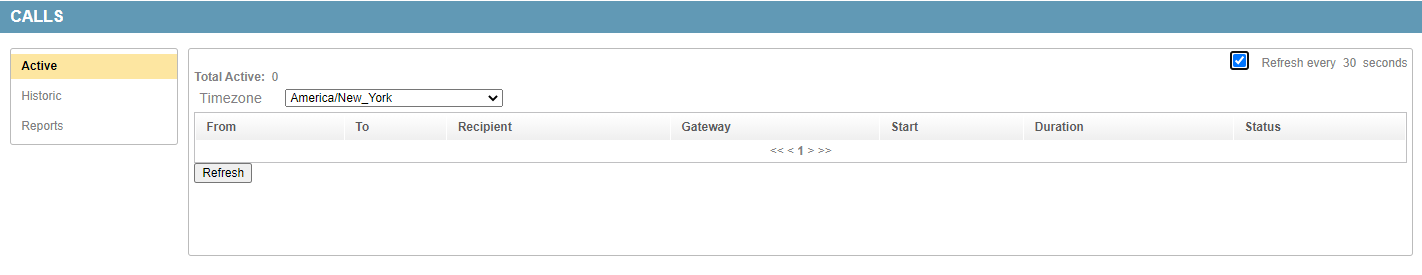 CALLS
Active
Historic
Reports
Refresh every 30 seconds
Total Active: 0
Timezone America/New_York
From To Recipient Gateway Start Duration Status
<< < 1 > >>
Refresh